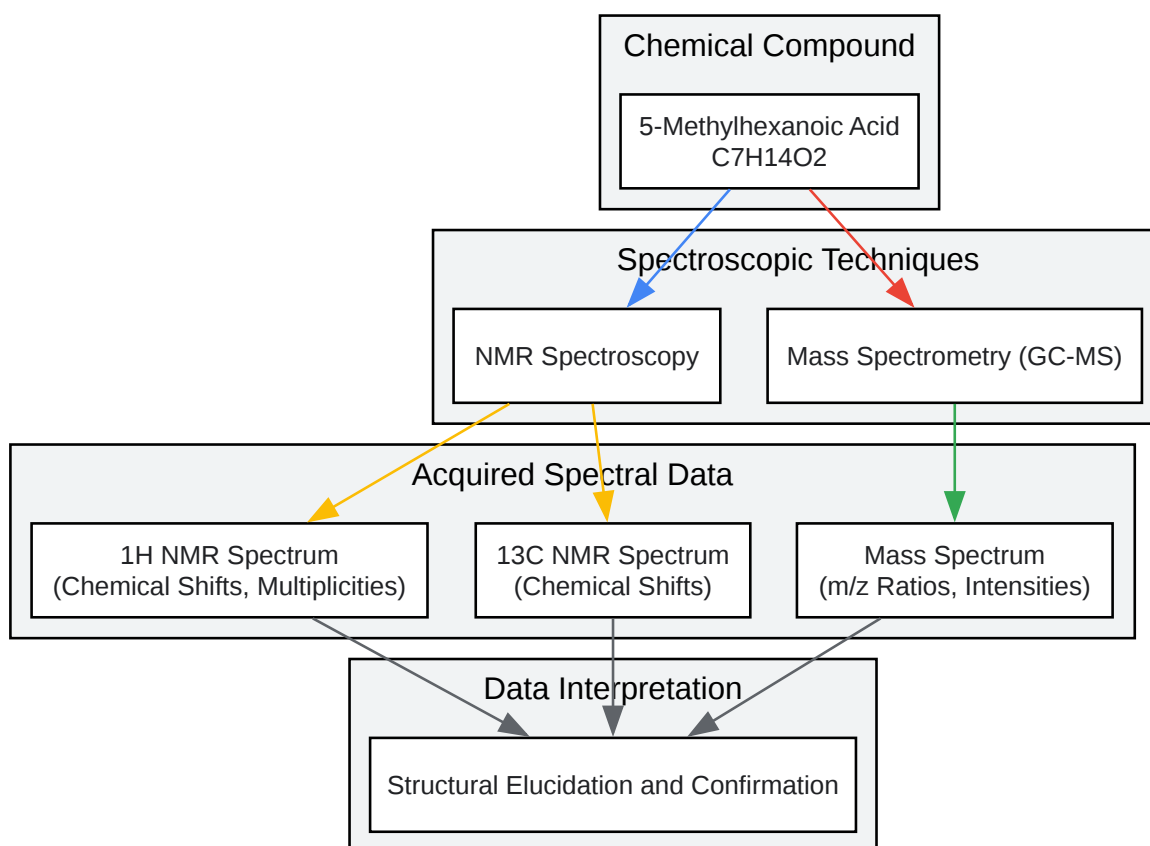 Chemical Compound
5-Methylhexanoic Acid
C7H14O2
Spectroscopic Techniques
NMR Spectroscopy
Mass Spectrometry (GC-MS)
Acquired Spectral Data
1H NMR Spectrum
(Chemical Shifts, Multiplicities)
13C NMR Spectrum
(Chemical Shifts)
Mass Spectrum
(m/z Ratios, Intensities)
Data Interpretation
Structural Elucidation and Confirmation